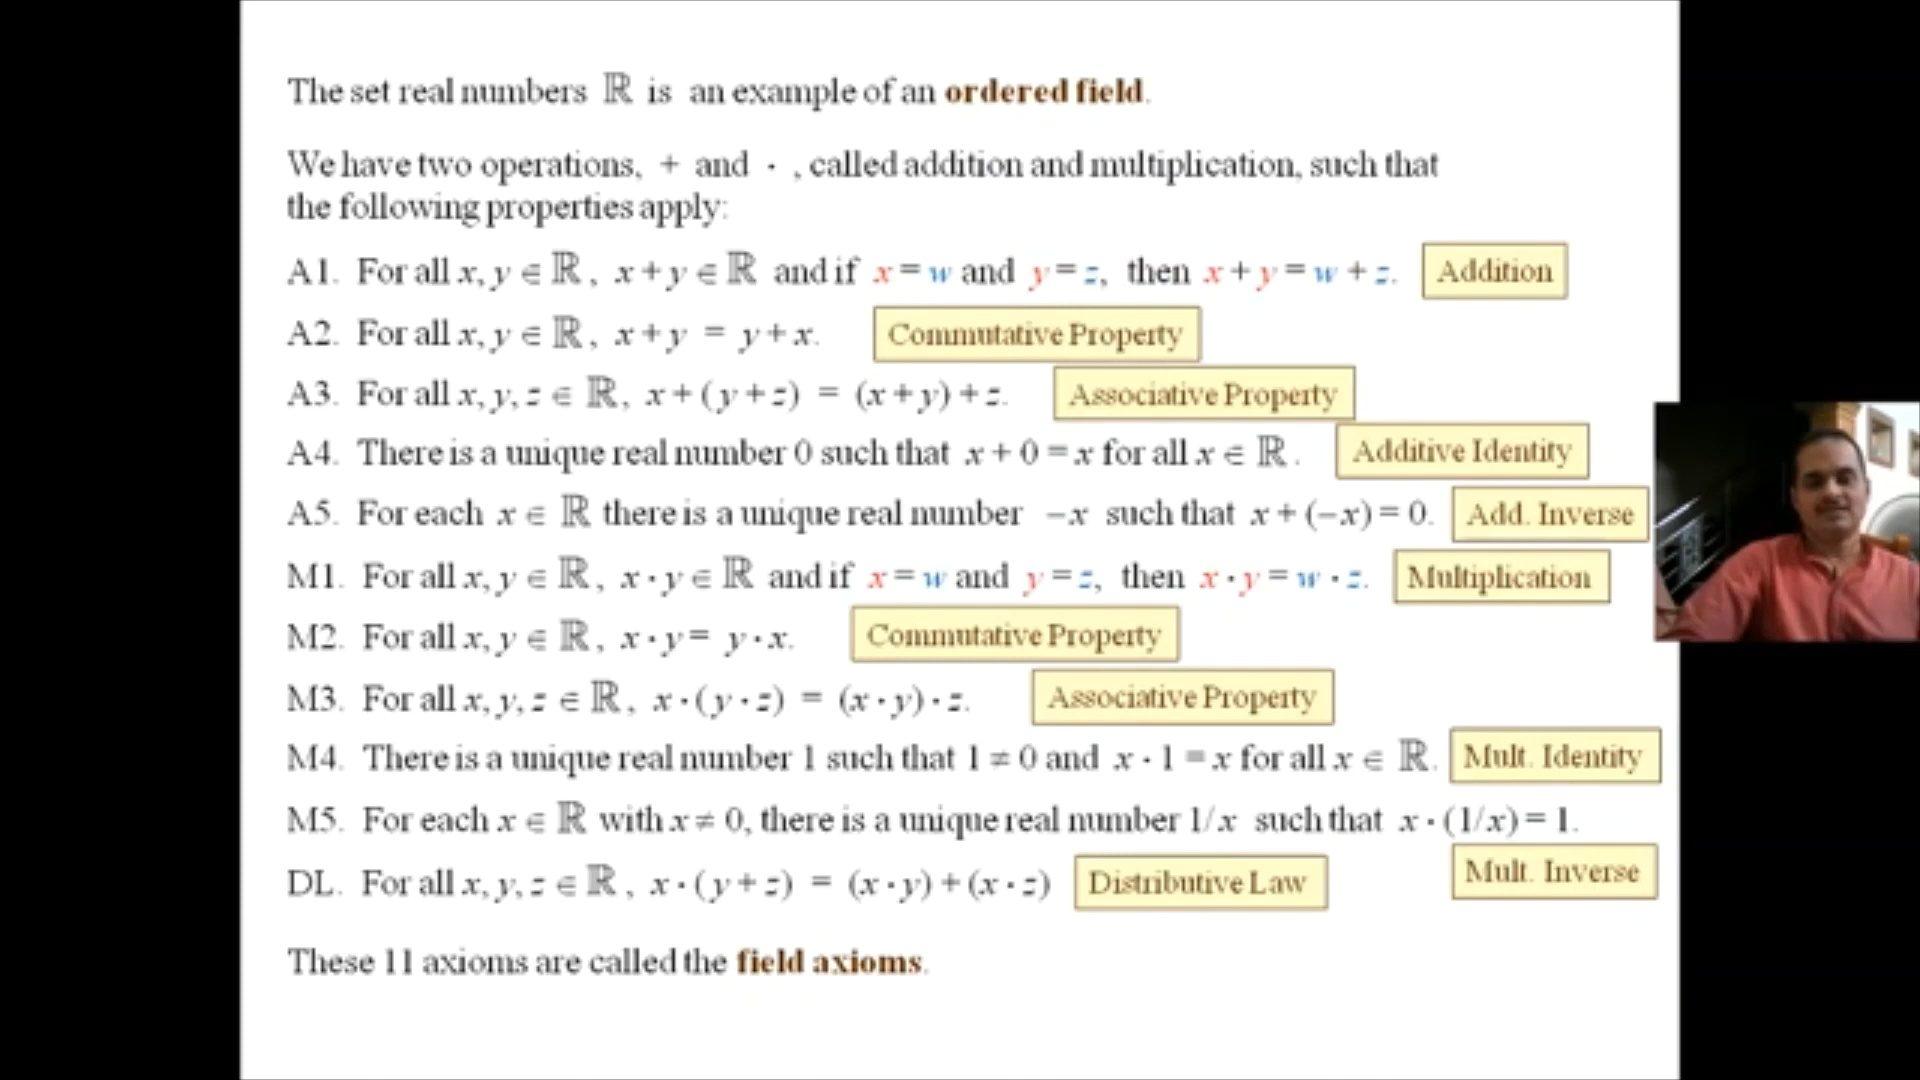 The set real numbers ℝ is an example of an ordered field.
We have two operations, + and · , called addition and multiplication, such that
the following properties apply:
A1. For all x, y ∈ ℝ, x + y ∈ ℝ and if x = w and y = z, then x + y = w + z. Addition
A2. For all x, y ∈ ℝ, x + y = y + x. Commutative Property
A3. For all x, y, z ∈ ℝ, x + (y + z) = (x + y) + z. Associative Property
A4. There is a unique real number 0 such that x + 0 = x for all x ∈ ℝ. Additive Identity
A5. For each x ∈ ℝ there is a unique real number −x such that x + (−x) = 0. Add. Inverse
M1. For all x, y ∈ ℝ, x · y ∈ ℝ and if x = w and y = z, then x · y = w · z. Multiplication
M2. For all x, y ∈ ℝ, x · y = y · x. Commutative Property
M3. For all x, y, z ∈ ℝ, x · (y · z) = (x · y) · z. Associative Property
M4. There is a unique real number 1 such that 1 ≠ 0 and x · 1 = x for all x ∈ ℝ. Mult. Identity
M5. For each x ∈ ℝ with x ≠ 0, there is a unique real number 1/x such that x · (1/x) = 1.
Mult. Inverse
DL. For all x, y, z ∈ ℝ, x · (y + z) = (x · y) + (x · z) Distributive Law
These 11 axioms are called the field axioms.